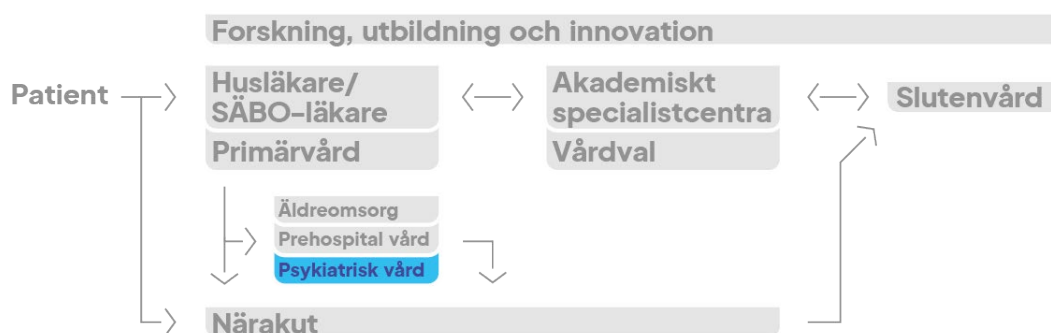 Forskning, utbildning och innovation
Patient
Husläkare/
SÄBO-läkare
Primärvård
Akademiskt
specialistcentra
Vårdval
Slutenvård
Äldreomsorg
Prehospital vård
Psykiatrisk vård
Närakut